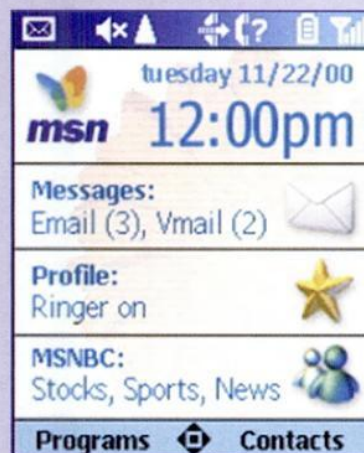 tuesday 11/22/00
msn 12:00pm
Messages:
Email (3), Vmail (2)
Profile:
Ringer on
MSNBC:
Stocks, Sports, News
Programs Contacts